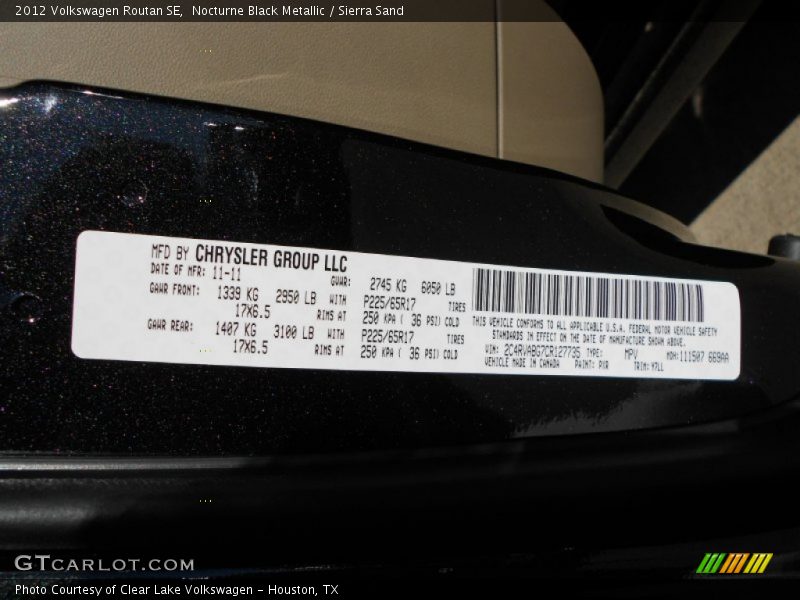 2012 Volkswagen Routan SE,  Nocturne Black Metallic / Sierra Sand
MFD BY CHRYSLER GROUP LLC
DATE OF MFR: 11-11
GVWR: 2745 KG 6050 LB
GAWR FRONT: 1339 KG 2950 LB WITH P225/65R17 TIRES
17X6.5 RIMS AT 250 KPA ( 36 PSI) COLD
GAWR REAR: 1407 KG 3100 LB WITH P225/65R17 TIRES
17X6.5 RIMS AT 250 KPA ( 36 PSI) COLD
THIS VEHICLE CONFORMS TO ALL APPLICABLE U.S.A. FEDERAL MOTOR VEHICLE SAFETY
STANDARDS IN EFFECT ON THE DATE OF MANUFACTURE SHOWN ABOVE.
VIN: 2C4RVABG7CR127735 TYPE: MPV MDH:111507 669AA
VEHICLE MADE IN CANADA PAINT: PXR TRIM: H7LL
GTCARLOT.COM
Photo Courtesy of Clear Lake Volkswagen - Houston, TX